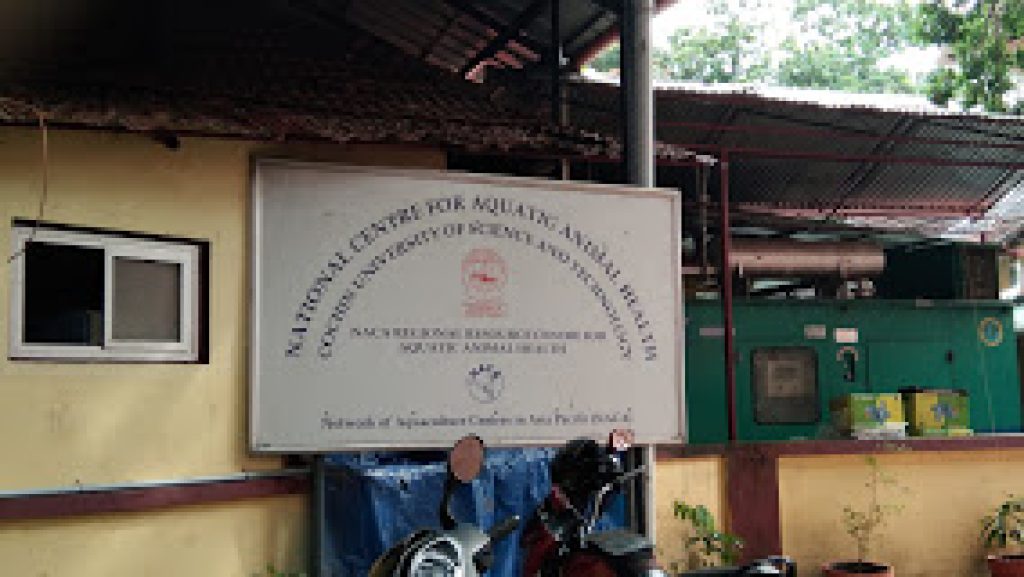 NATIONAL CENTRE FOR AQUATIC ANIMAL HEALTH
COCHIN UNIVERSITY OF SCIENCE AND TECHNOLOGY
NACA REGIONAL RESOURCE CENTRE FOR
AQUATIC ANIMAL HEALTH
Network of Aquaculture Centres in Asia Pacific (NACA)